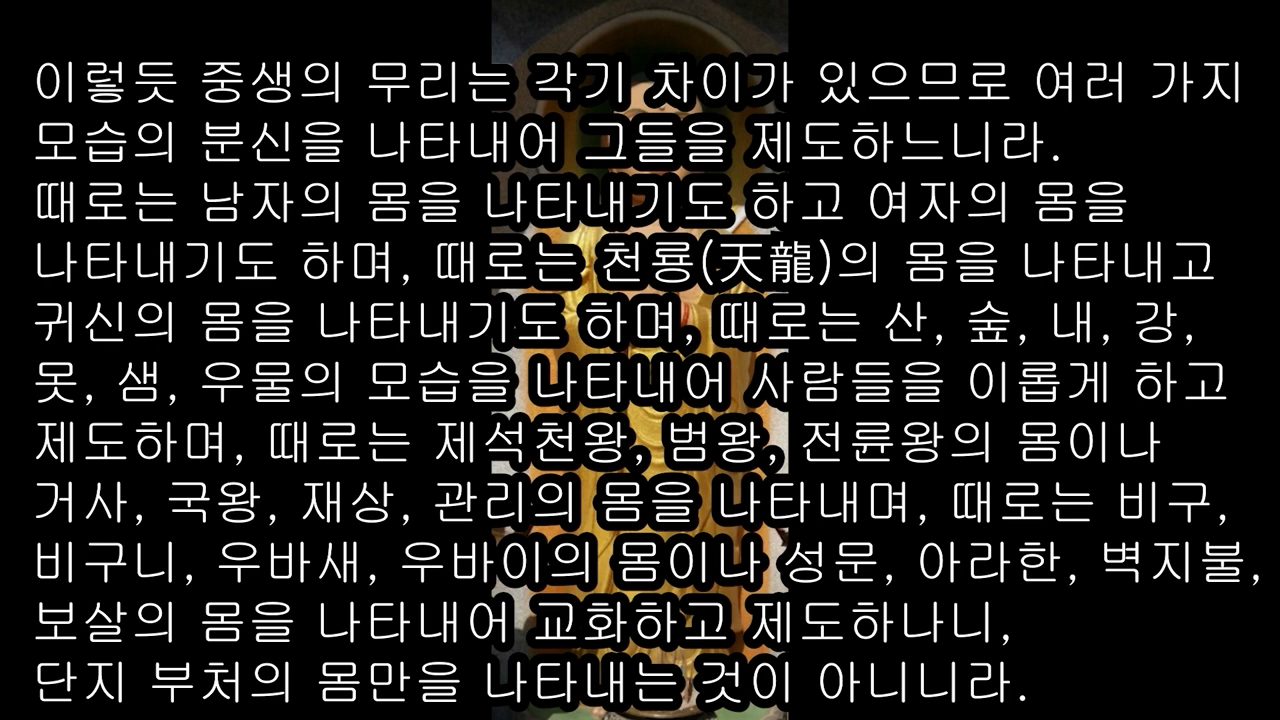 이렇듯 중생의 무리는 각기 차이가 있으므로 여러 가지
모습의 분신을 나타내어 그들을 제도하느니라.
때로는 남자의 몸을 나타내기도 하고 여자의 몸을
나타내기도 하며, 때로는 천룡(天龍)의 몸을 나타내고
귀신의 몸을 나타내기도 하며, 때로는 산, 숲, 내, 강,
못, 샘, 우물의 모습을 나타내어 사람들을 이롭게 하고
제도하며, 때로는 제석천왕, 범왕, 전륜왕의 몸이나
거사, 국왕, 재상, 관리의 몸을 나타내며, 때로는 비구,
비구니, 우바새, 우바이의 몸이나 성문, 아라한, 벽지불,
보살의 몸을 나타내어 교화하고 제도하나니,
단지 부처의 몸만을 나타내는 것이 아니니라.